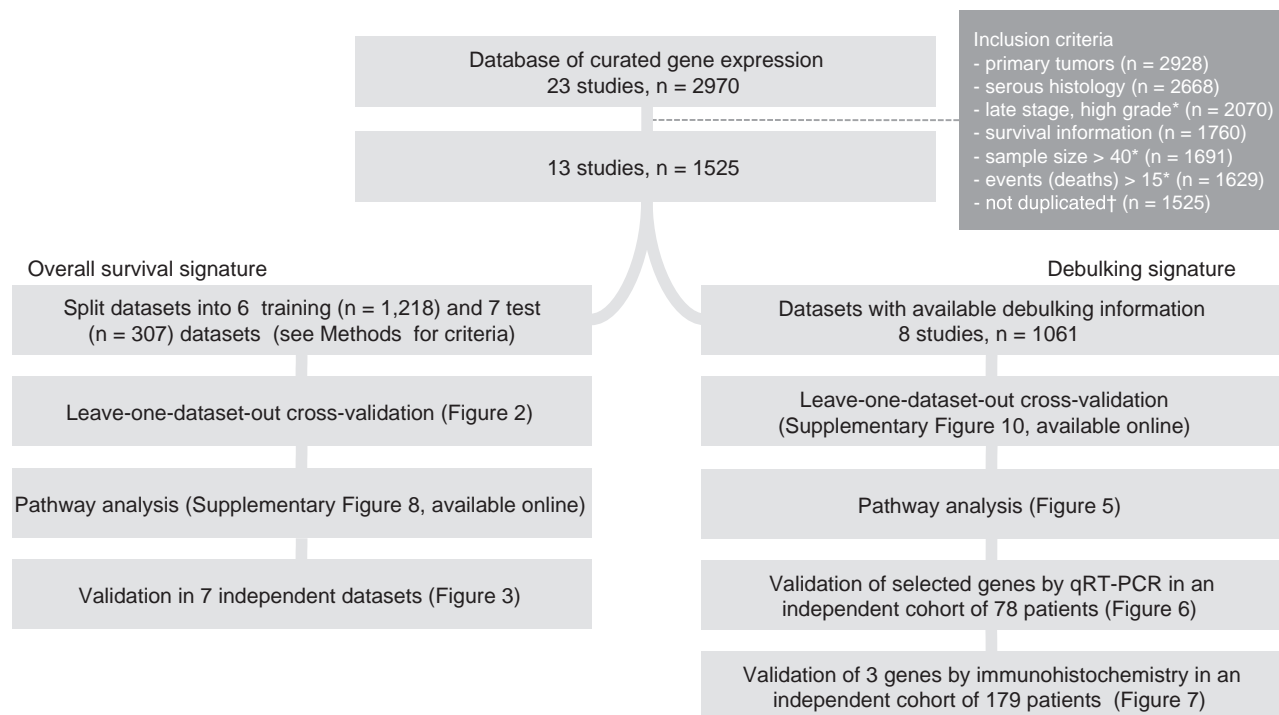 Database of curated gene expression
23 studies, n = 2970
Inclusion criteria
- primary tumors (n = 2928)
- serous histology (n = 2668)
- late stage, high grade* (n = 2070)
- survival information (n = 1760)
- sample size > 40* (n = 1691)
- events (deaths) > 15* (n = 1629)
- not duplicated† (n = 1525)
13 studies, n = 1525
Overall survival signature
Split datasets into 6 training (n = 1,218) and 7 test
(n = 307) datasets (see Methods for criteria)
Leave-one-dataset-out cross-validation (Figure 2)
Pathway analysis (Supplementary Figure 8, available online)
Validation in 7 independent datasets (Figure 3)
Debulking signature
Datasets with available debulking information
8 studies, n = 1061
Leave-one-dataset-out cross-validation
(Supplementary Figure 10, available online)
Pathway analysis (Figure 5)
Validation of selected genes by qRT-PCR in an
independent cohort of 78 patients (Figure 6)
Validation of 3 genes by immunohistochemistry in an
independent cohort of 179 patients (Figure 7)